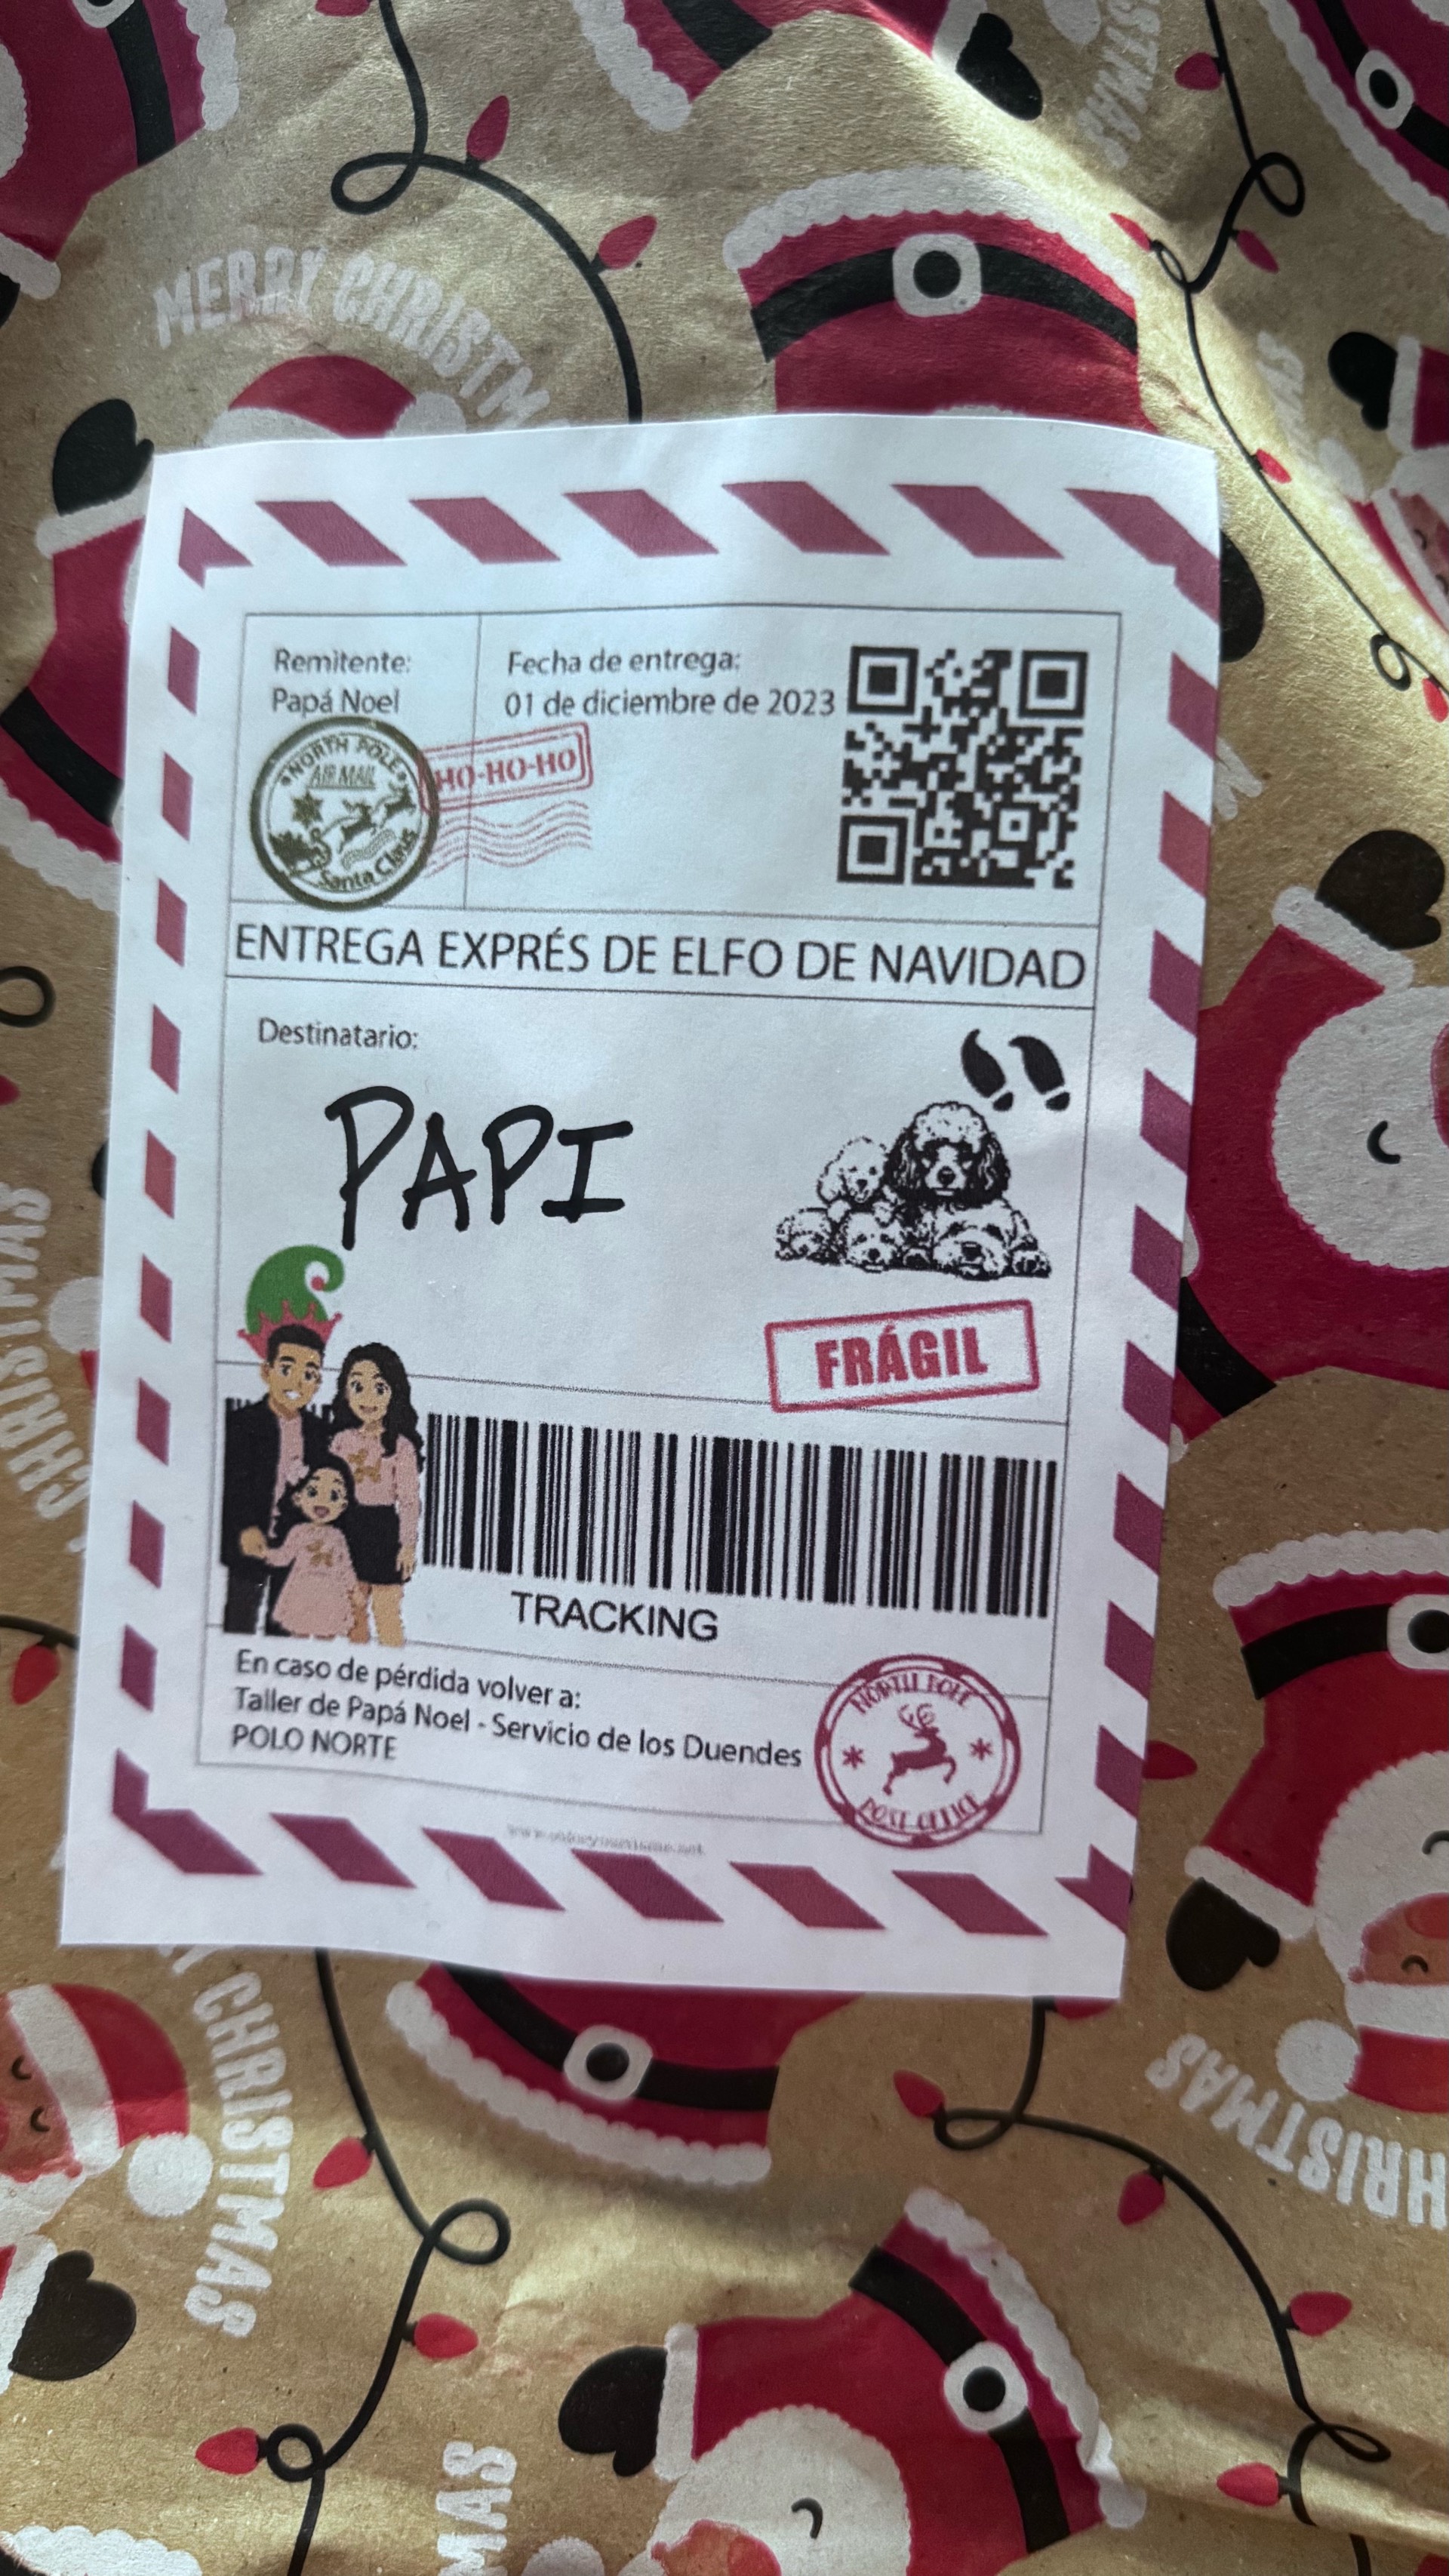 MERRY CHRISTM
Remitente:
Papá Noel
Fecha de entrega:
01 de diciembre de 2023
NORTH POLE
AIR MAIL
Santa Claus
HO-HO-HO
ENTREGA EXPRÉS DE ELFO DE NAVIDAD
Destinatario:
PAPI
FRÁGIL
TRACKING
En caso de pérdida volver a:
Taller de Papá Noel - Servicio de los Duendes
POLO NORTE
NORTH POLE
POST OFFICE
CHRISTMAS
CHRISTMAS
HRISTMAS